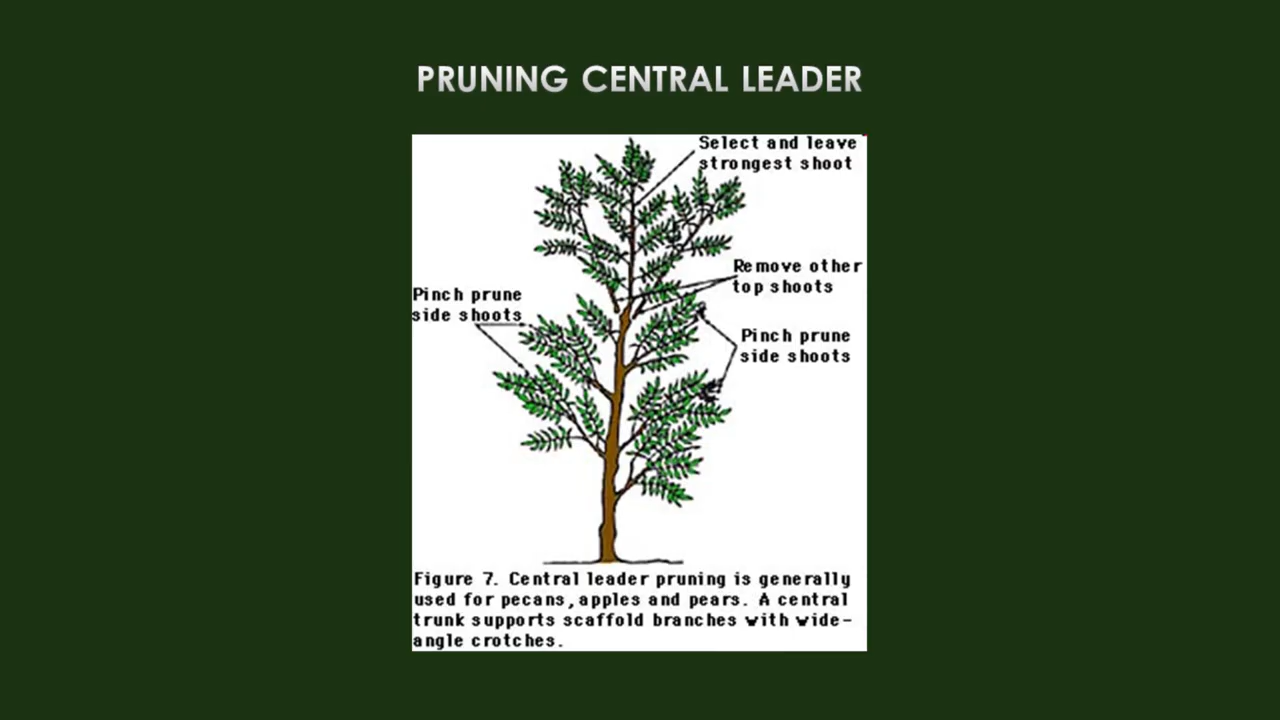 PRUNING CENTRAL LEADER
Select and leave
strongest shoot
Remove other
top shoots
Pinch prune
side shoots
Pinch prune
side shoots
Figure 7. Central leader pruning is generally
used for pecans, apples and pears. A central
trunk supports scaffold branches with wide-
angle crotches.